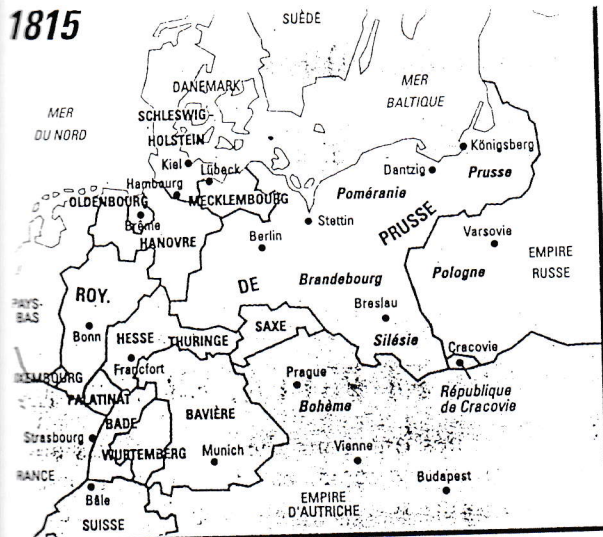 1815
SUÈDE
DANEMARK
MER
BALTIQUE
MER
DU NORD
SCHLESWIG-
HOLSTEIN
Königsberg
Kiel
Lübeck
Dantzig
Prusse
Hambourg
Poméranie
OLDENBOURG
MECKLEMBOURG
Brême
Stettin
PRUSSE
HANOVRE
Berlin
Varsovie
EMPIRE
RUSSE
Pologne
Brandebourg
DE
ROY.
PAYS-
BAS
Breslau
Bonn
SAXE
HESSE
THURINGE
Silésie
Cracovie
Francfort
EMBOURG
Prague
République
de Cracovie
PALATINAT
Bohème
BADE
BAVIÈRE
Strasbourg
WURTEMBERG
Munich
Vienne
RANCE
Budapest
Bâle
EMPIRE
D'AUTRICHE
SUISSE